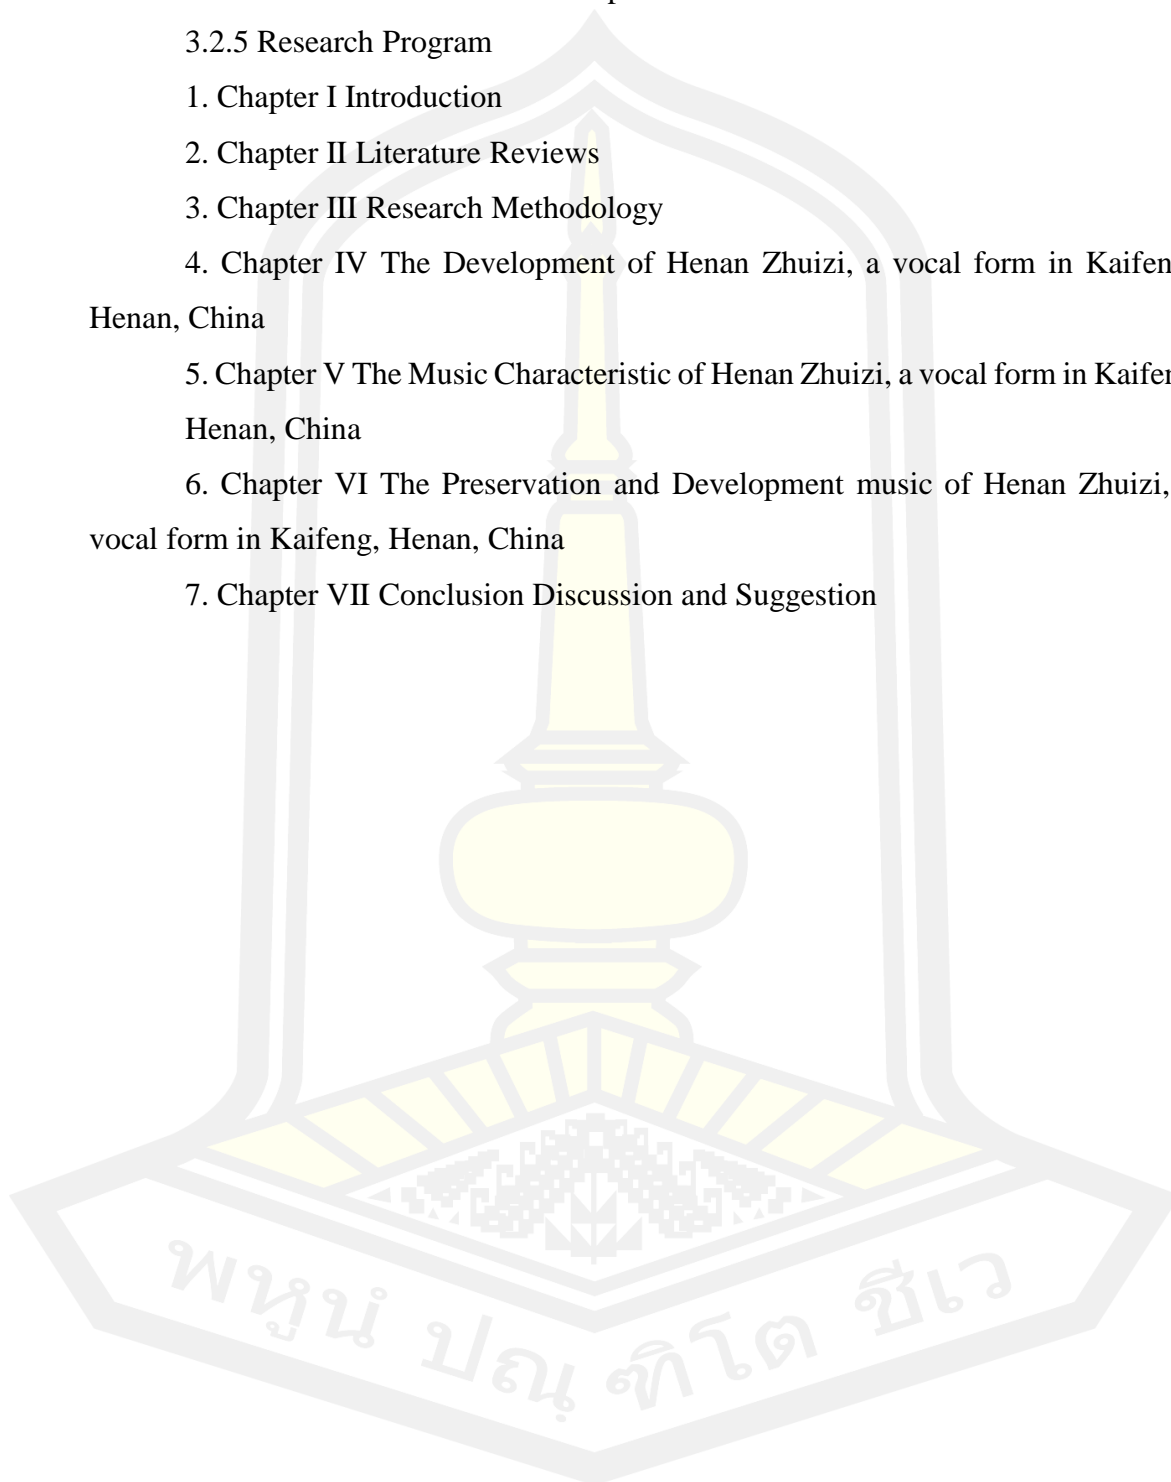 3.2.5 Research Program
1. Chapter I Introduction
2. Chapter II Literature Reviews
3. Chapter III Research Methodology
4. Chapter IV The Development of Henan Zhuizi, a vocal form in Kaifen
Henan, China
5. Chapter V The Music Characteristic of Henan Zhuizi, a vocal form in Kaifen
Henan, China
6. Chapter VI The Preservation and Development music of Henan Zhuizi,
vocal form in Kaifeng, Henan, China
7. Chapter VII Conclusion Discussion and Suggestion
พหูนํ ปณฺฑิโต ชีเว